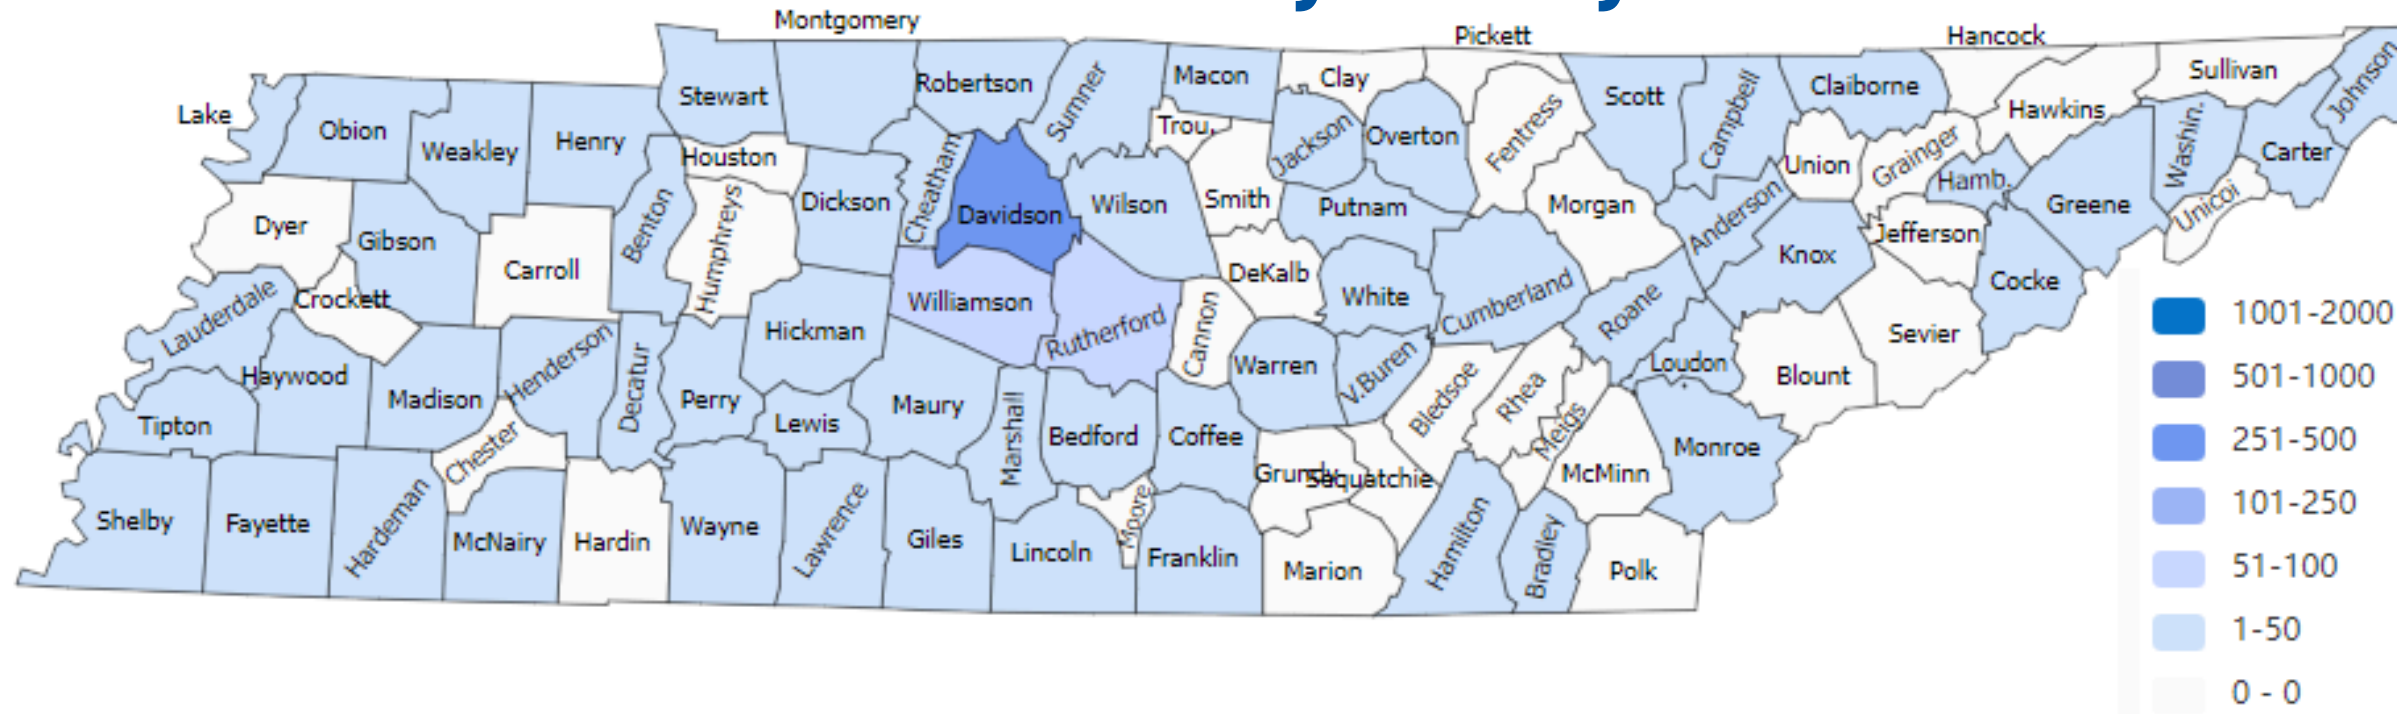 Montgomery
Pickett
Hancock
Lake
Obion
Weakley
Henry
Stewart
Robertson
Sumner
Macon
Clay
Scott
Campbell
Claiborne
Sullivan
Johnson
Hawkins
Houston
Cheatham
Trou.
Jackson
Overton
Fentress
Union
Grainger
Hamb.
Washin.
Carter
Dyer
Gibson
Carroll
Benton
Humphreys
Dickson
Davidson
Wilson
Smith
Putnam
Morgan
Anderson
Knox
Jefferson
Greene
Unicoi
Cocke
Lauderdale
Crockett
Hickman
Williamson
Rutherford
Cannon
DeKalb
White
Cumberland
Roane
Loudon
Blount
Sevier
Haywood
Madison
Henderson
Decatur
Perry
Lewis
Maury
Marshall
Bedford
Coffee
Warren
V.Buren
Bledsoe
Rhea
Meigs
McMinn
Monroe
Tipton
Chester
Grundy
Sequatchie
Shelby
Fayette
Hardeman
McNairy
Hardin
Wayne
Lawrence
Giles
Lincoln
Moore
Franklin
Marion
Hamilton
Bradley
Polk
1001-2000
501-1000
251-500
101-250
51-100
1-50
0 - 0